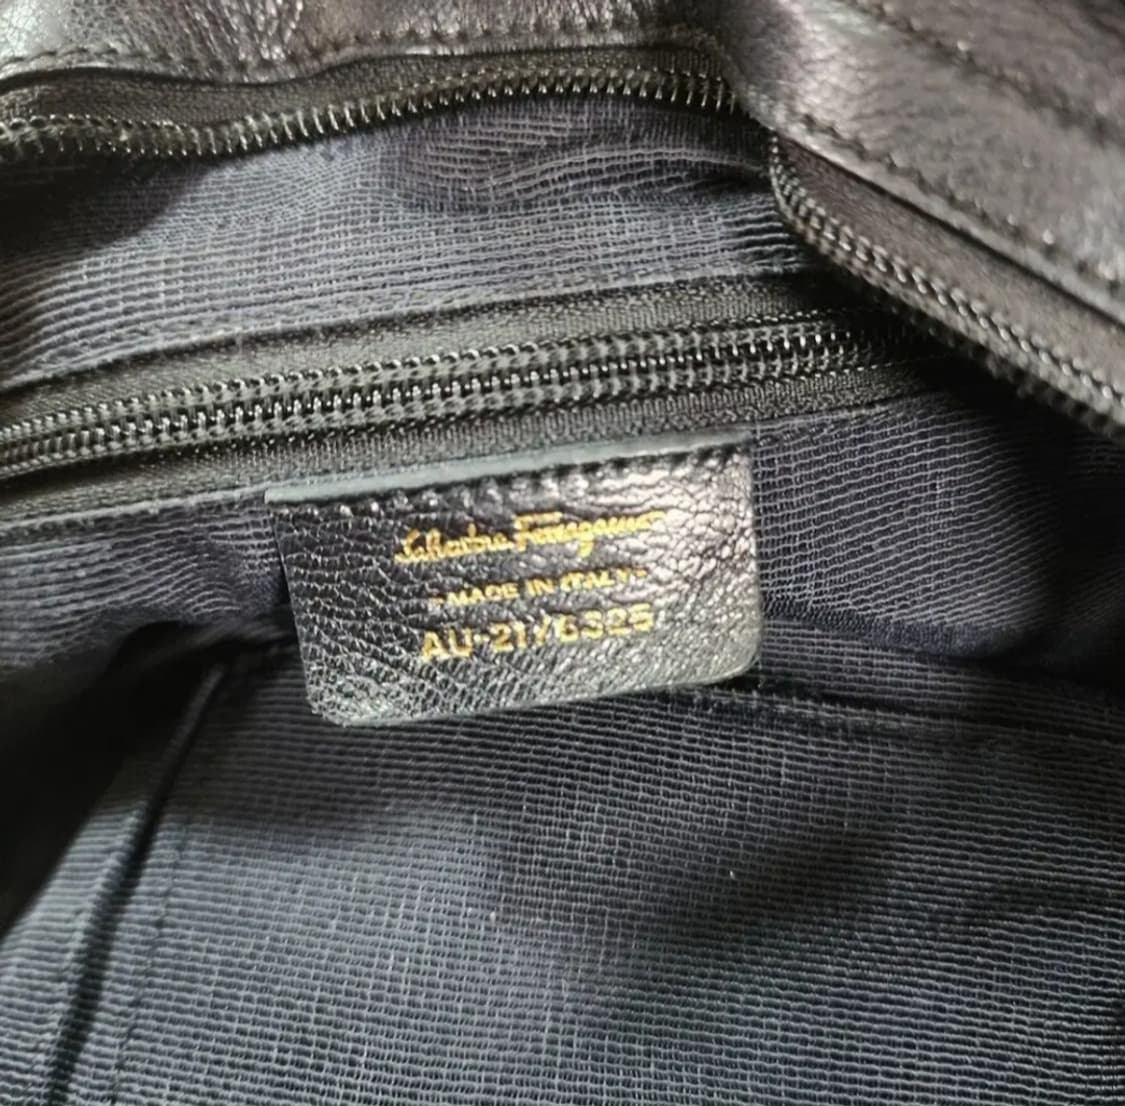 Salvatore Ferragamo
-MADE IN ITALY-
AU-21/6325